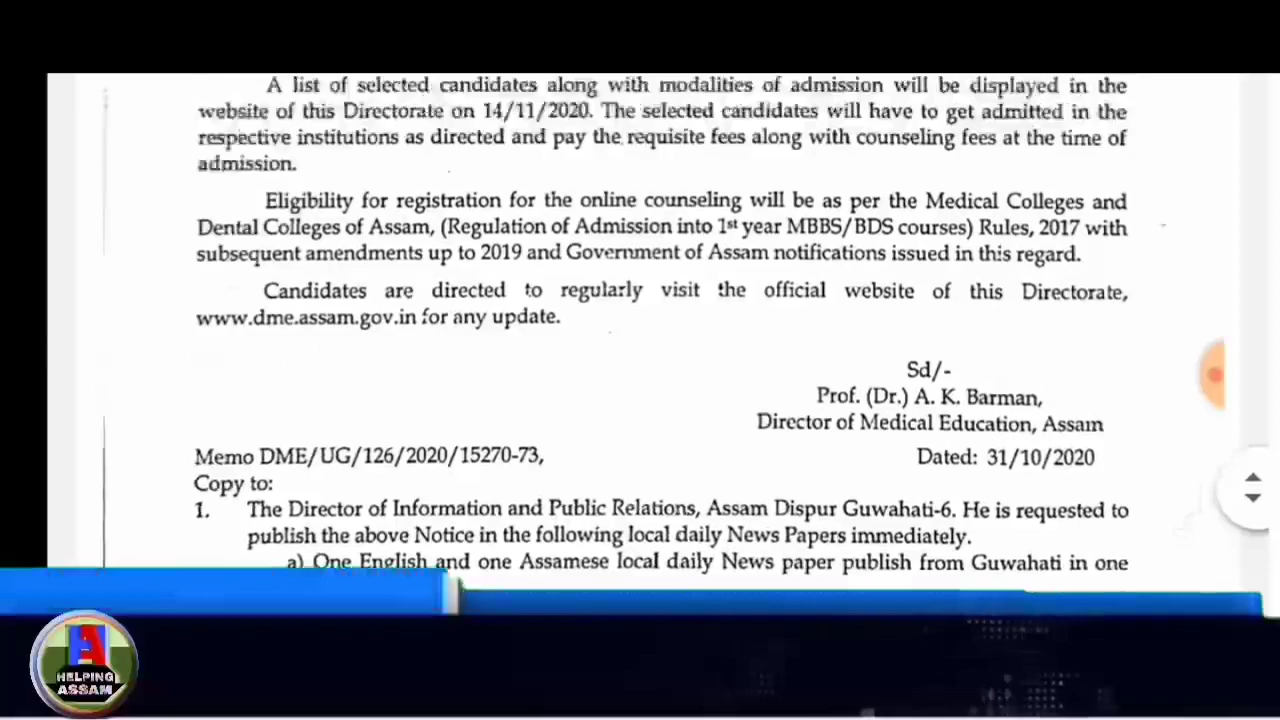 A list of selected candidates along with modalities of admission will be displayed in the
website of this Directorate on 14/11/2020. The selected candidates will have to get admitted in the
respective institutions as directed and pay the requisite fees along with counseling fees at the time of
admission.
Eligibility for registration for the online counseling will be as per the Medical Colleges and
Dental Colleges of Assam, (Regulation of Admission into 1st year MBBS/BDS courses) Rules, 2017 with
subsequent amendments up to 2019 and Government of Assam notifications issued in this regard.
Candidates are directed to regularly visit the official website of this Directorate,
www.dme.assam.gov.in for any update.
Sd/-
Prof. (Dr.) A. K. Barman,
Director of Medical Education, Assam
Memo DME/UG/126/2020/15270-73, Dated: 31/10/2020
Copy to:
1. The Director of Information and Public Relations, Assam Dispur Guwahati-6. He is requested to
publish the above Notice in the following local daily News Papers immediately.
a) One English and one Assamese local daily News paper publish from Guwahati in one
HA
HELPING
ASSAM